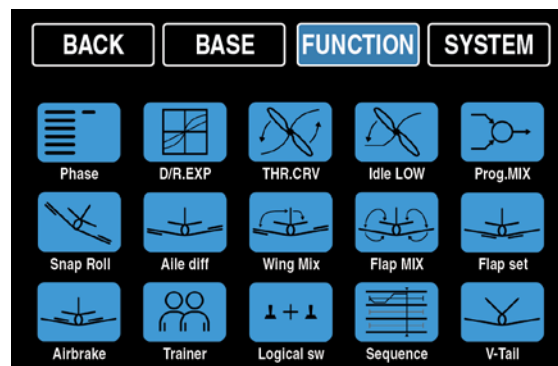 BACK BASE FUNCTION SYSTEM
Phase D/R.EXP THR.CRV Idle LOW Prog.MIX
Snap Roll Aile diff Wing Mix Flap MIX Flap set
Airbrake Trainer Logical sw Sequence V-Tail